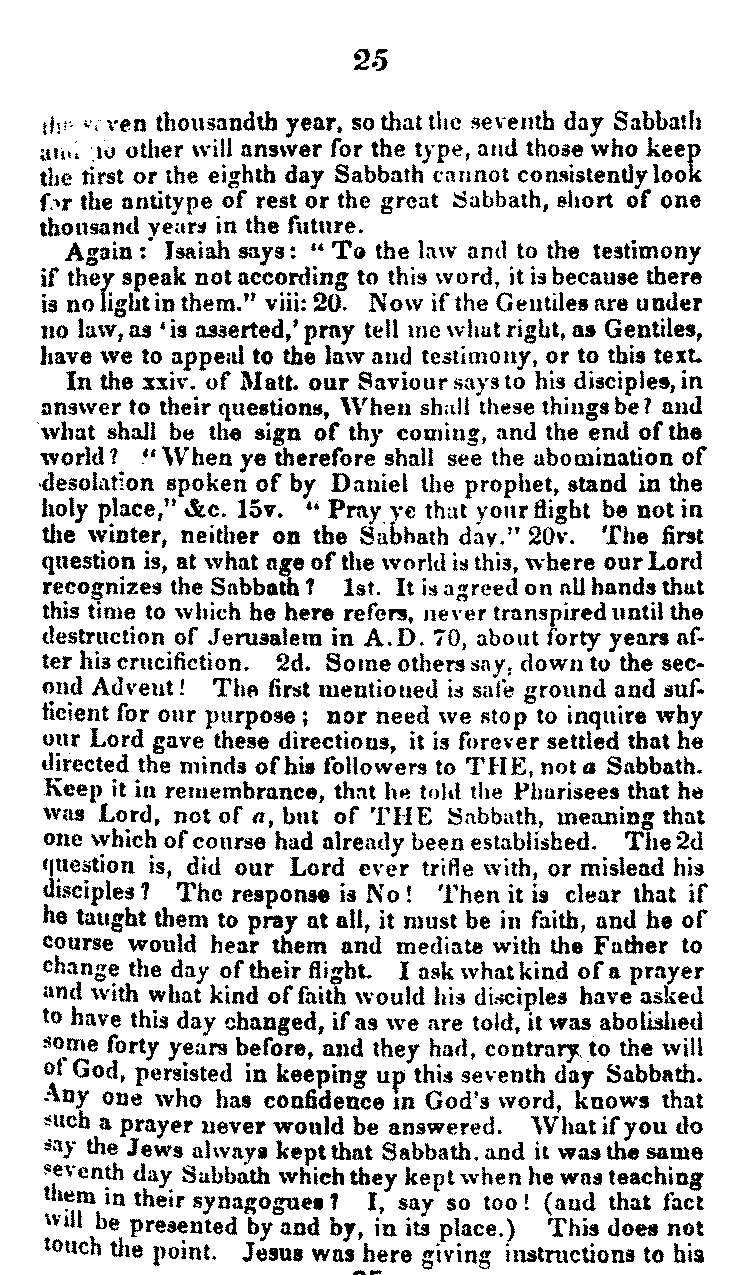 25
the seven thousandth year, so that the seventh day Sabbath
and no other will answer for the type, and those who keep
the first or the eighth day Sabbath cannot consistently look
for the antitype of rest or the great Sabbath, short of one
thousand years in the future.
Again: Isaiah says: “To the law and to the testimony
if they speak not according to this word, it is because there
is no light in them.” viii: 20. Now if the Gentiles are under
no law, as ‘is asserted,’ pray tell me what right, as Gentiles,
have we to appeal to the law and testimony, or to this text.
In the xxiv. of Matt. our Saviour says to his disciples, in
answer to their questions, When shall these things be? and
what shall be the sign of thy coming, and the end of the
world? “When ye therefore shall see the abomination of
desolation spoken of by Daniel the prophet, stand in the
holy place,” &c. 15v. “Pray ye that your flight be not in
the winter, neither on the Sabbath day.” 20v. The first
question is, at what age of the world is this, where our Lord
recognizes the Sabbath? 1st. It is agreed on all hands that
this time to which he here refers, never transpired until the
destruction of Jerusalem in A.D. 70, about forty years af-
ter his crucifiction. 2d. Some others say, down to the sec-
ond Advent! The first mentioned is safe ground and suf-
ficient for our purpose; nor need we stop to inquire why
our Lord gave these directions, it is forever settled that he
directed the minds of his followers to THE, not a Sabbath.
Keep it in remembrance, that he told the Pharisees that he
was Lord, not of a, but of THE Sabbath, meaning that
one which of course had already been established. The 2d
question is, did our Lord ever trifle with, or mislead his
disciples? The response is No! Then it is clear that if
he taught them to pray at all, it must be in faith, and he of
course would hear them and mediate with the Father to
change the day of their flight. I ask what kind of a prayer
and with what kind of faith would his disciples have asked
to have this day changed, if as we are told, it was abolished
some forty years before, and they had, contrary to the will
of God, persisted in keeping up this seventh day Sabbath.
Any one who has confidence in God's word, knows that
such a prayer never would be answered. What if you do
say the Jews always kept that Sabbath, and it was the same
seventh day Sabbath which they kept when he was teaching
them in their synagogues? I, say so too! (and that fact
will be presented by and by, in its place.) This does not
touch the point. Jesus was here giving instructions to his